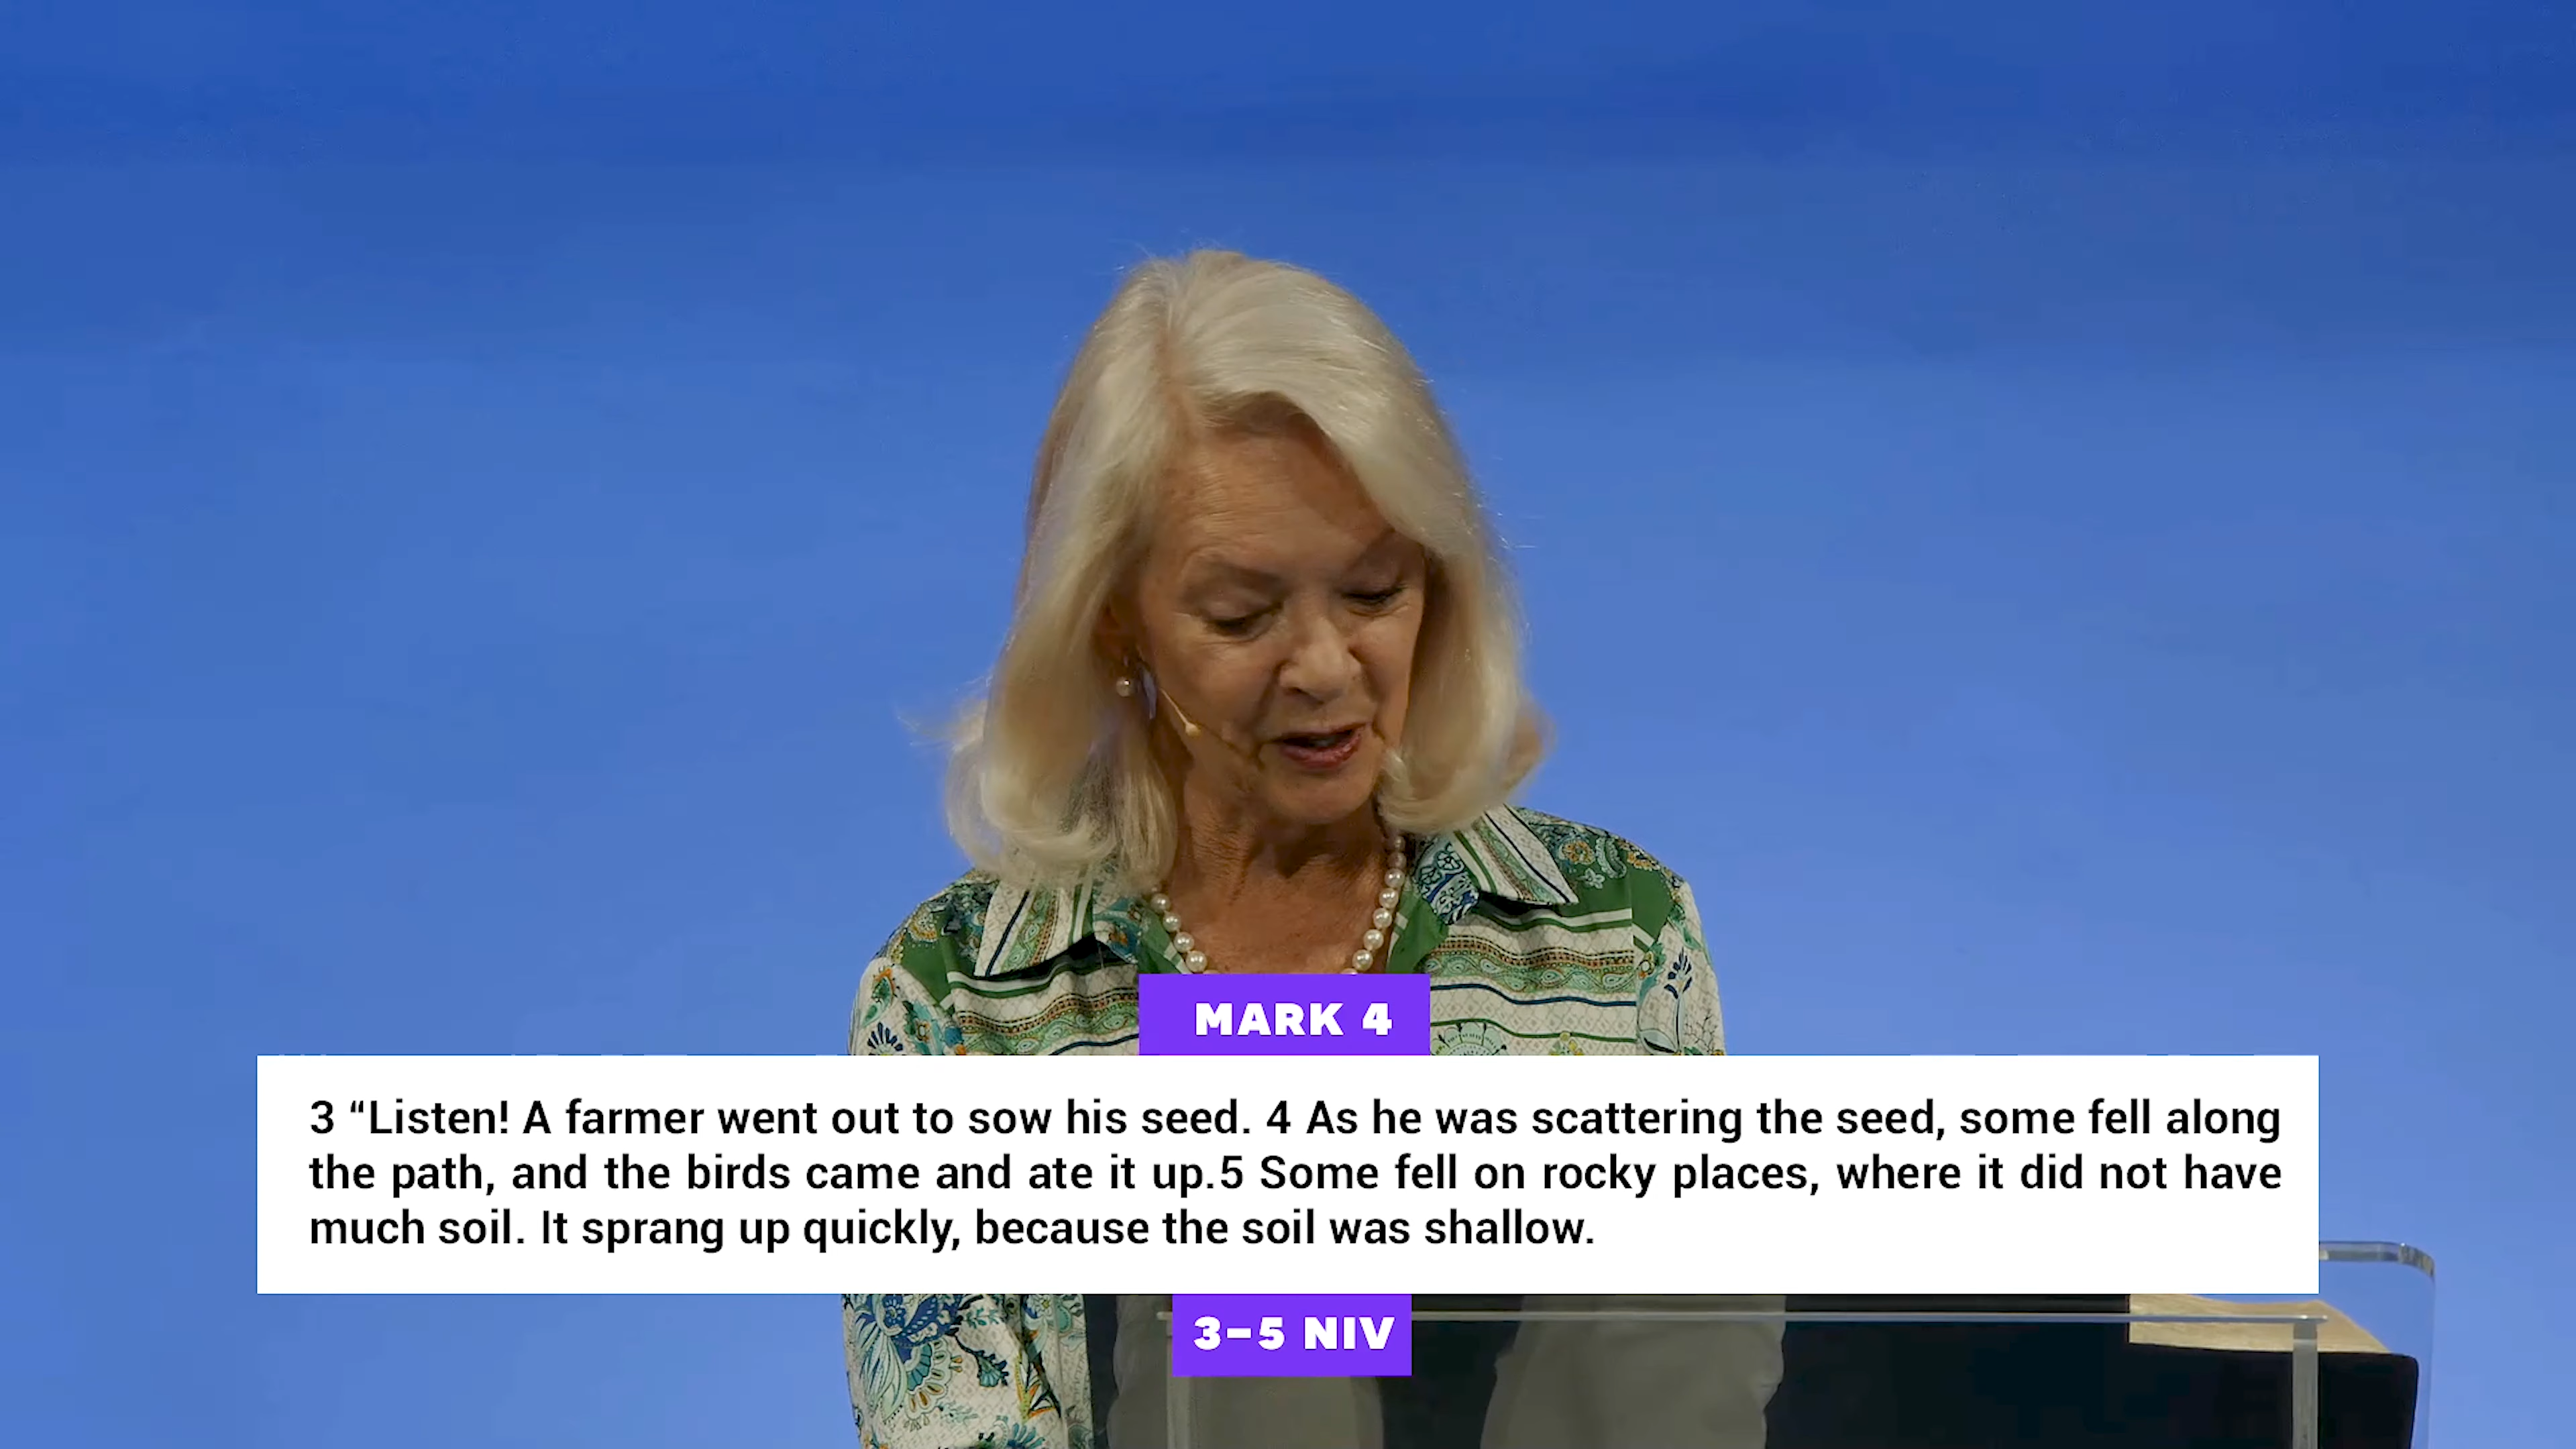 MARK 4
3 “Listen! A farmer went out to sow his seed. 4 As he was scattering the seed, some fell along
the path, and the birds came and ate it up.5 Some fell on rocky places, where it did not have
much soil. It sprang up quickly, because the soil was shallow.
3–5 NIV